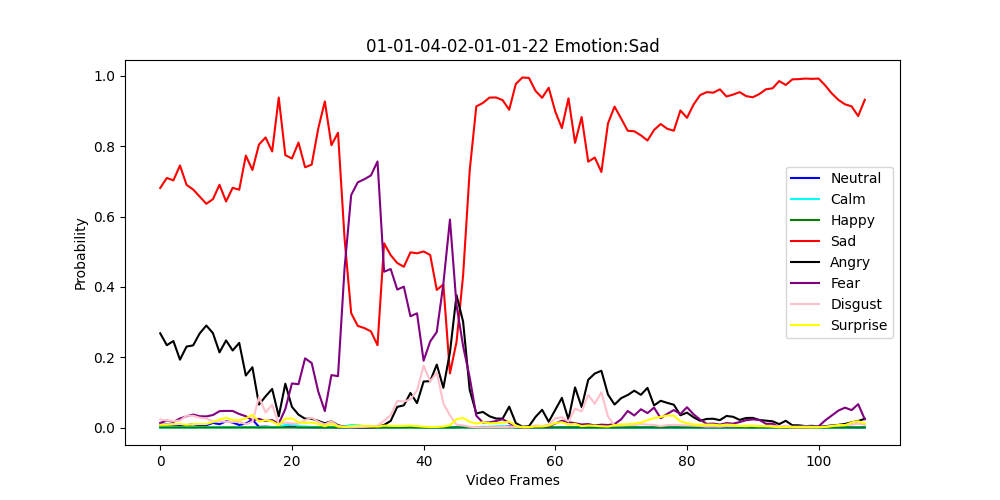 01-01-04-02-01-01-22 Emotion:Sad
Probability
1.0
0.8
0.6
0.4
0.2
0.0
0
20
40
60
80
100
Video Frames
Neutral
Calm
Happy
Sad
Angry
Fear
Disgust
Surprise